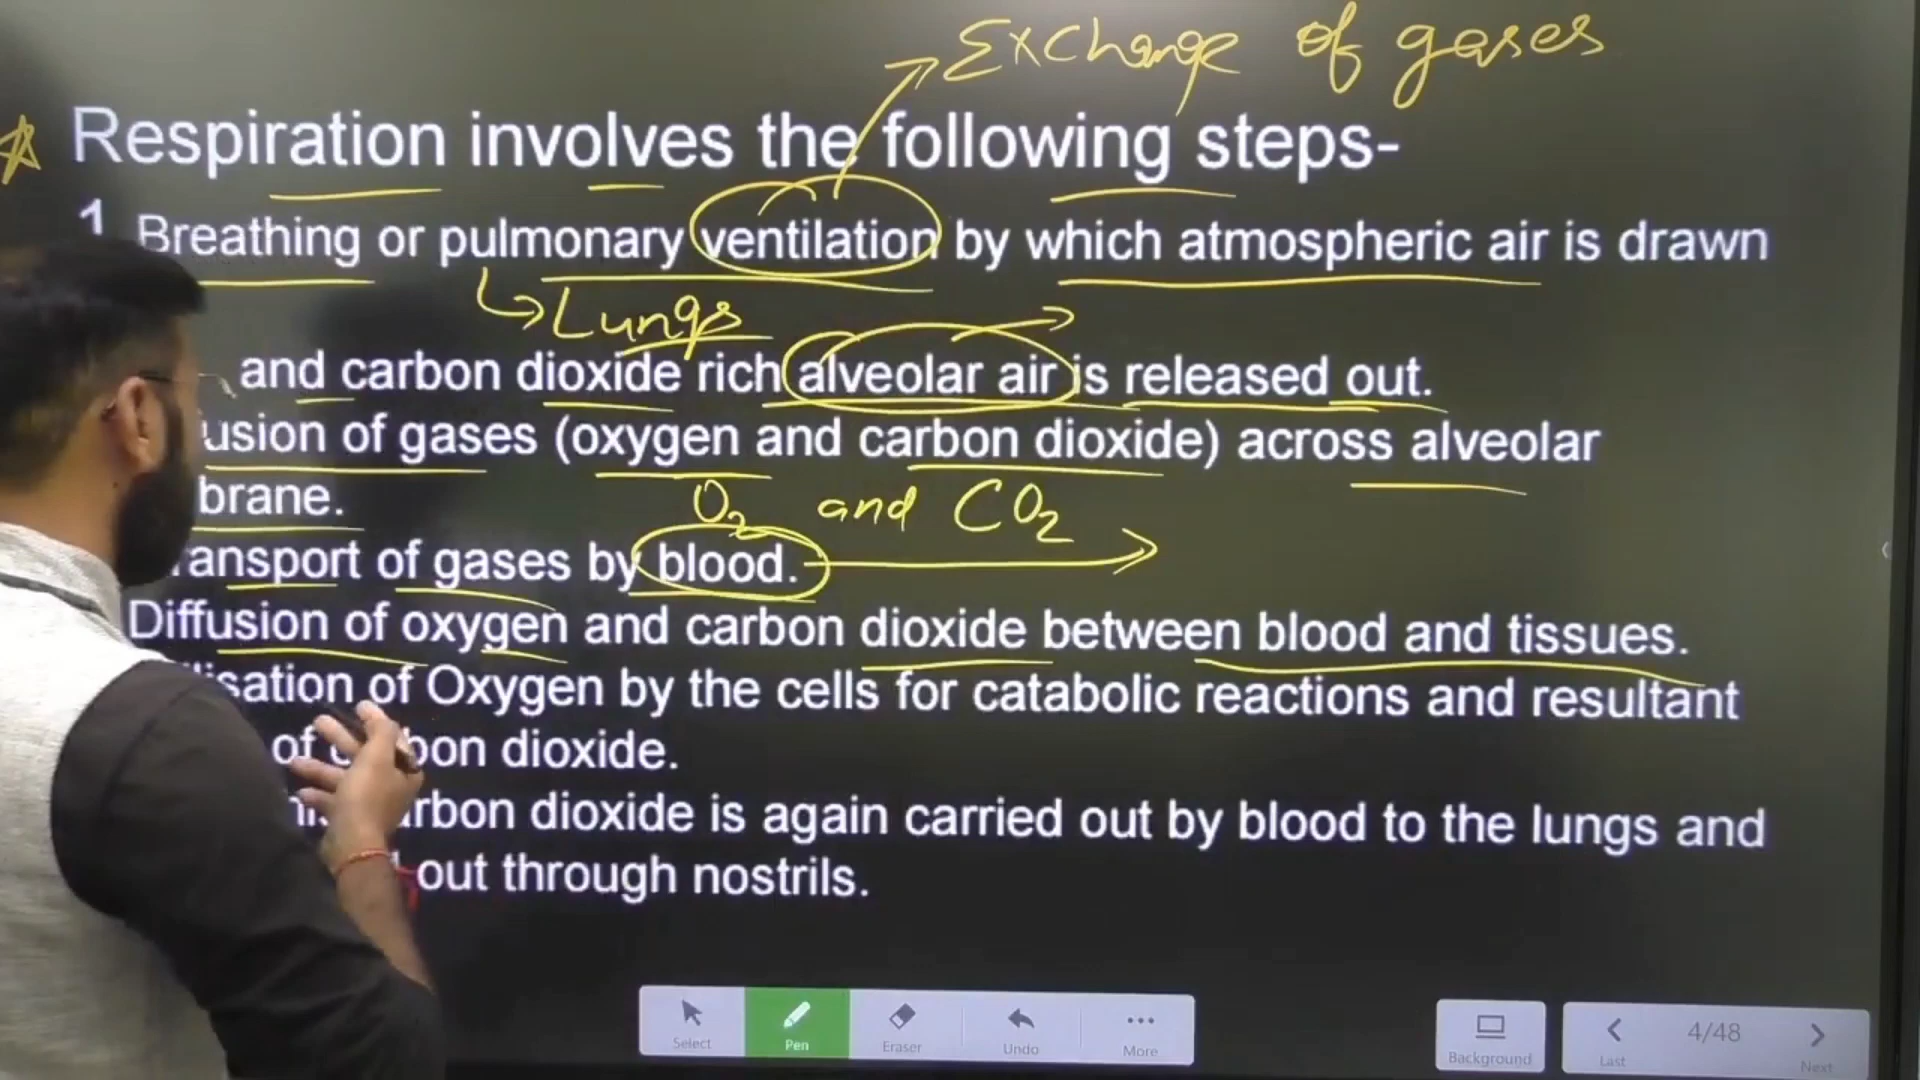 Exchange of gases
Respiration involves the following steps-
1 Breathing or pulmonary ventilation by which atmospheric air is drawn
Lungs
and carbon dioxide rich alveolar air is released out.
usion of gases (oxygen and carbon dioxide) across alveolar
brane.
O2 and CO2
ransport of gases by blood.
Diffusion of oxygen and carbon dioxide between blood and tissues.
isation of Oxygen by the cells for catabolic reactions and resultant
of bon dioxide.
rbon dioxide is again carried out by blood to the lungs and
out through nostrils.
Select Pen Eraser Undo More Background Last 4/48 Next